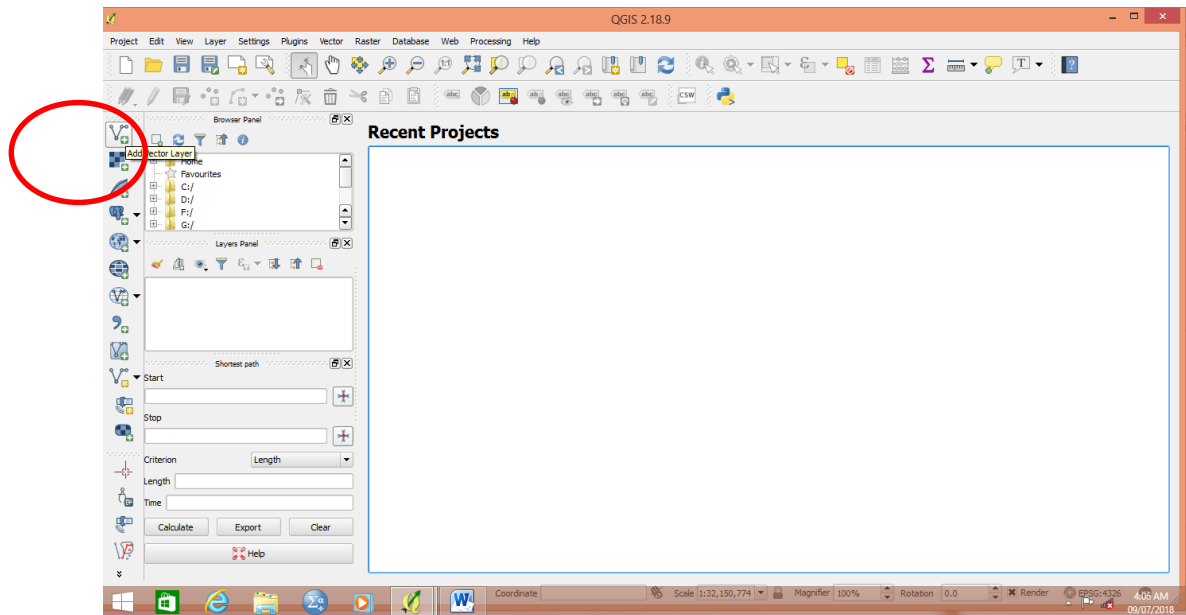 QGIS 2.18.9
Project Edit View Layer Settings Plugins Vector Raster Database Web Processing Help
Browser Panel
Recent Projects
Add Vector Layer
Home
Favourites
C:/
D:/
F:/
G:/
Layers Panel
Shortest path
Start
Stop
Criterion Length
Length
Time
Calculate Export Clear
Help
Coordinate Scale 1:32,150,774 Magnifier 100% Rotation 0.0 Render EPSG:4326
4:06 AM
09/07/2018